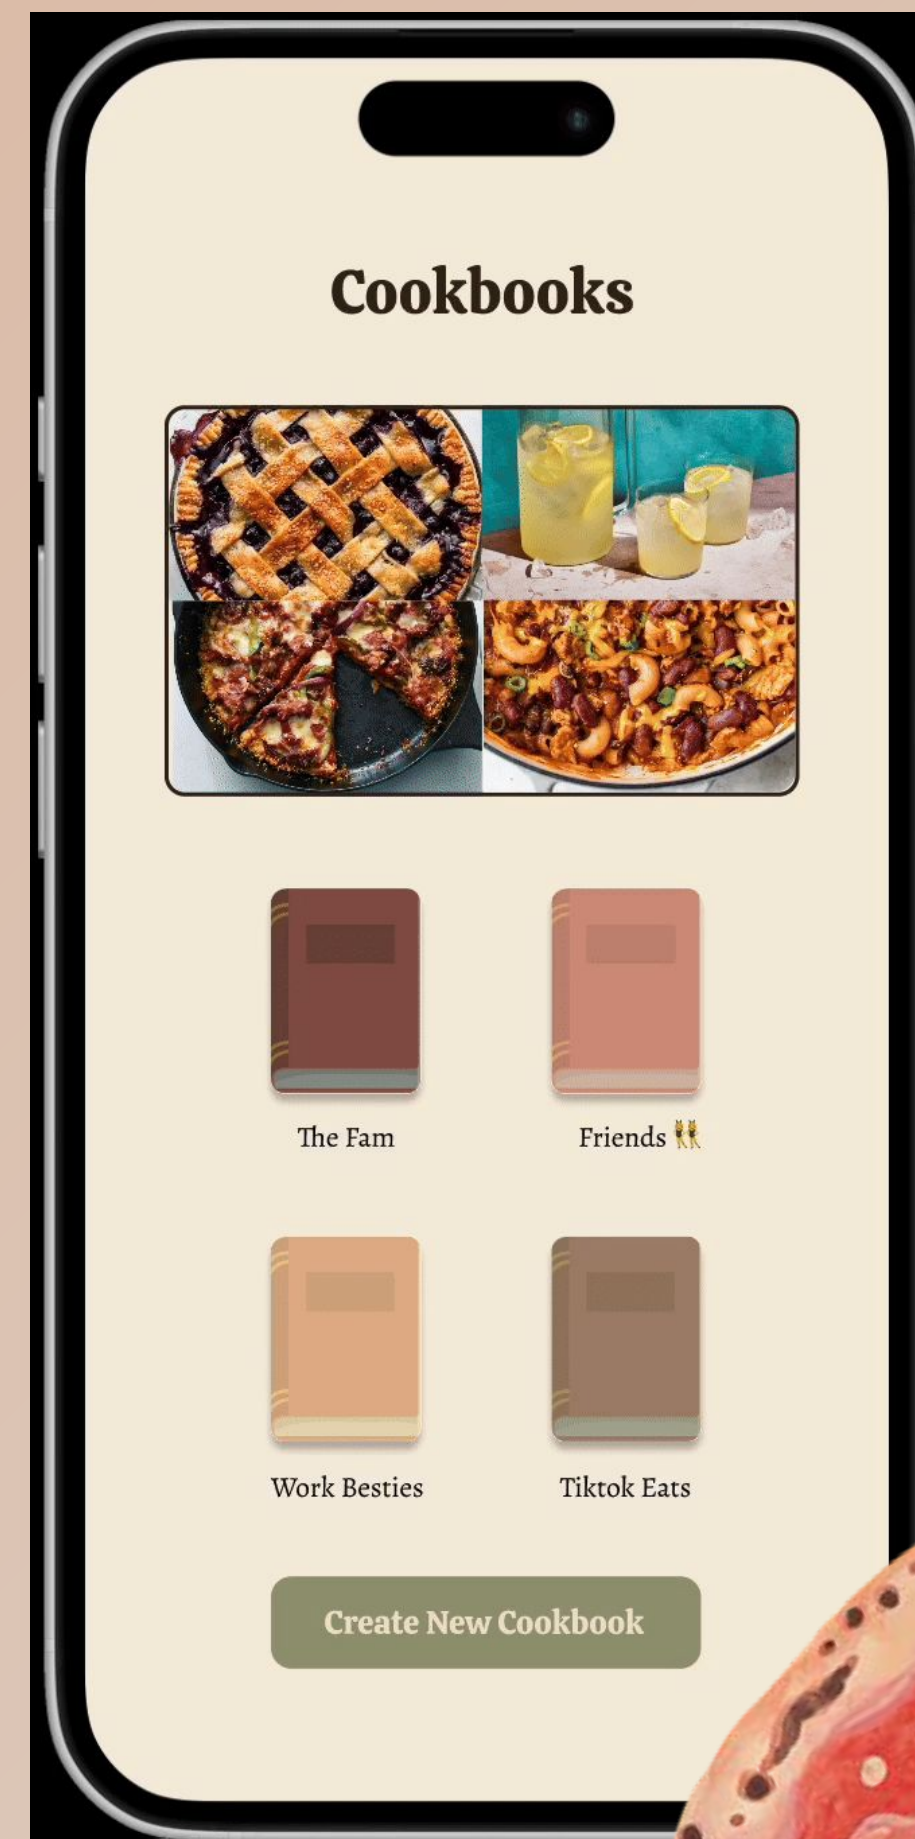 Cookbooks
The Fam
Friends 👯
Work Besties
Tiktok Eats
Create New Cookbook